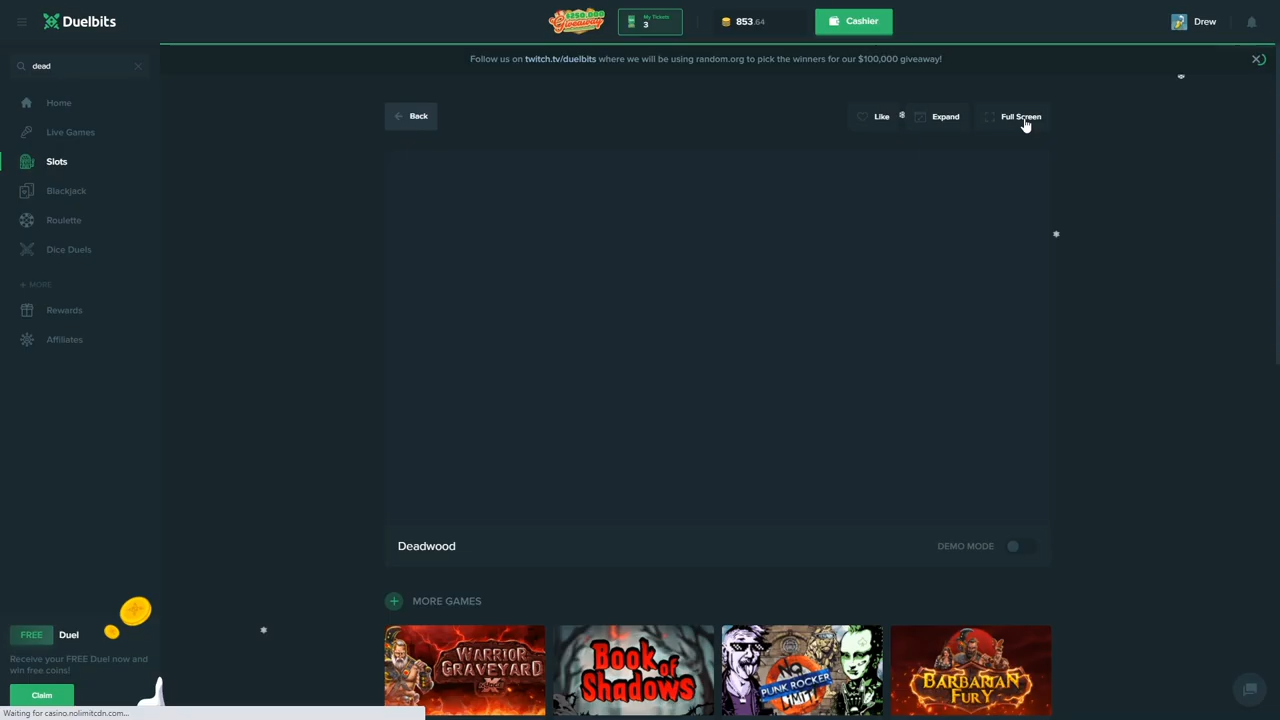 Duelbits
$250,000
Giveaway
My Tickets
3
853.64
Cashier
Drew
dead
Follow us on twitch.tv/duelbits where we will be using random.org to pick the winners for our $100,000 giveaway!
Home
Live Games
Slots
Blackjack
Roulette
Dice Duels
+ MORE
Rewards
Affiliates
Back
Like
Expand
Full Screen
Deadwood
DEMO MODE
MORE GAMES
WARRIOR
GRAVEYARD
Book of
Shadows
PUNK ROCKER
BARBARIAN
FURY
FREE Duel
Receive your FREE Duel now and
win free coins!
Claim
Waiting for casino.nolimitcdn.com...